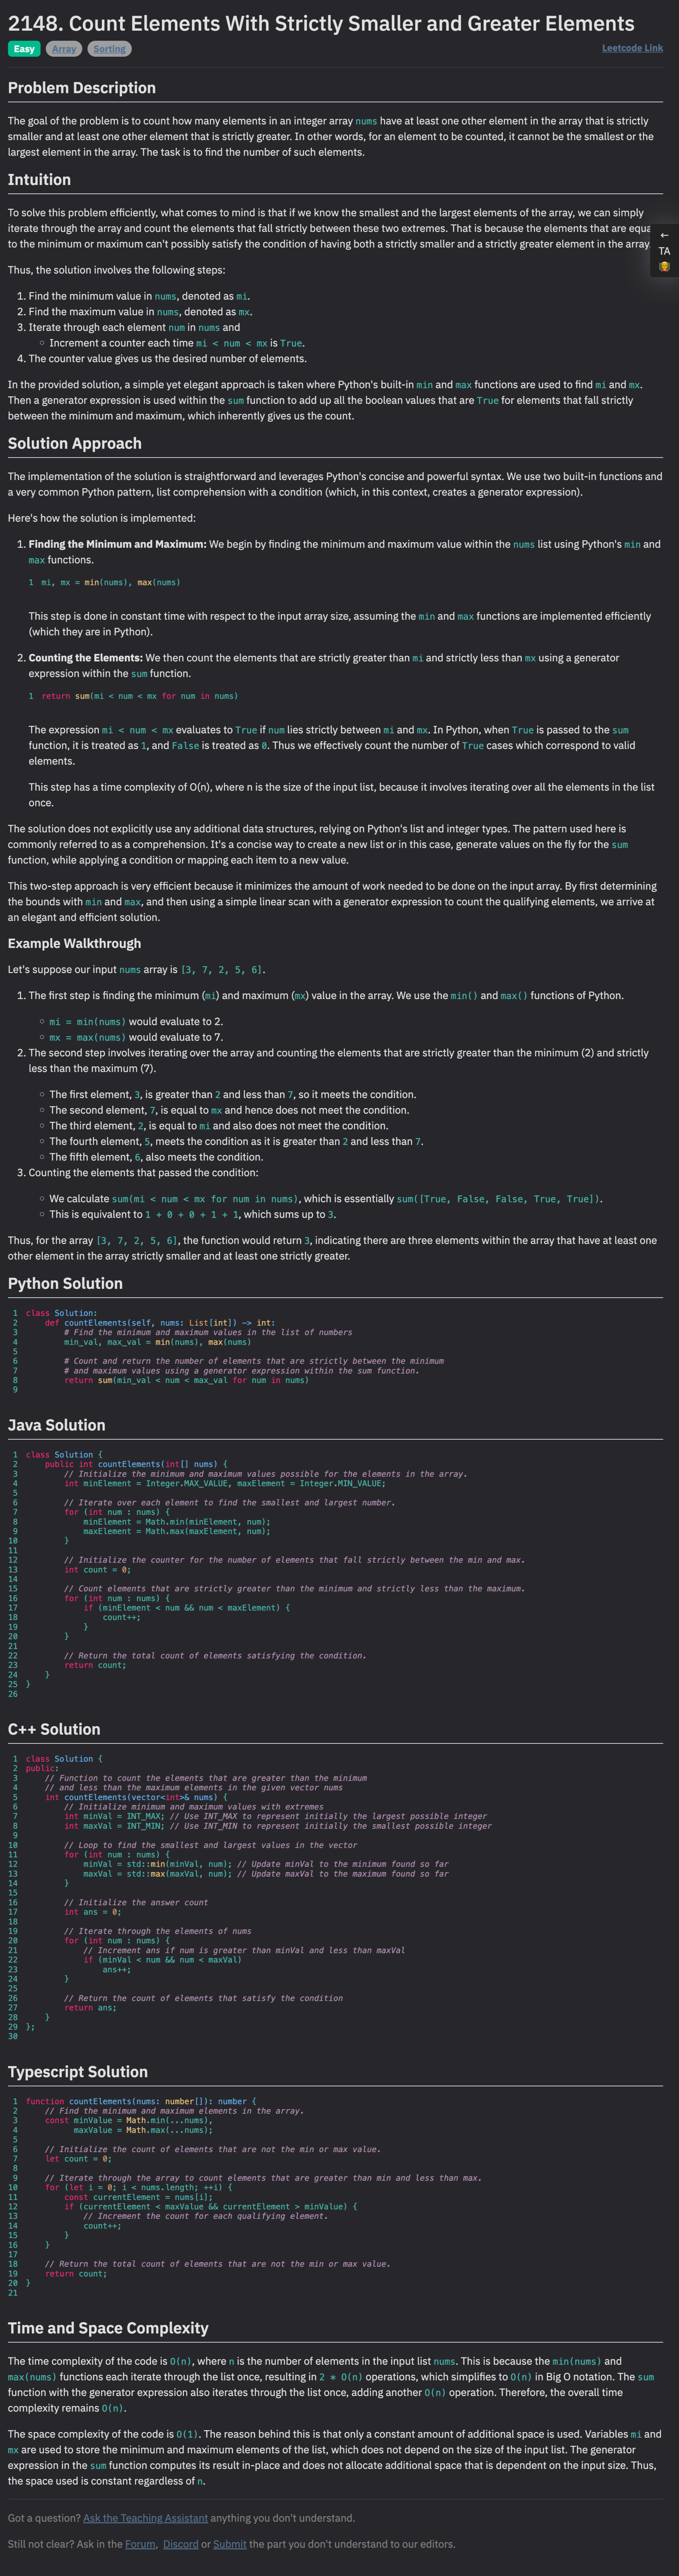 2148. Count Elements With Strictly Smaller and Greater Elements
Easy Array Sorting Leetcode Link
Problem Description
The goal of the problem is to count how many elements in an integer array nums have at least one other element in the array that is strictly
smaller and at least one other element that is strictly greater. In other words, for an element to be counted, it cannot be the smallest or the
largest element in the array. The task is to find the number of such elements.
Intuition
To solve this problem efficiently, what comes to mind is that if we know the smallest and the largest elements of the array, we can simply
iterate through the array and count the elements that fall strictly between these two extremes. That is because the elements that are equa
to the minimum or maximum can't possibly satisfy the condition of having both a strictly smaller and a strictly greater element in the array.
←
TA
Thus, the solution involves the following steps:
1. Find the minimum value in nums, denoted as mi.
2. Find the maximum value in nums, denoted as mx.
3. Iterate through each element num in nums and
○ Increment a counter each time mi < num < mx is True.
4. The counter value gives us the desired number of elements.
In the provided solution, a simple yet elegant approach is taken where Python's built-in min and max functions are used to find mi and mx.
Then a generator expression is used within the sum function to add up all the boolean values that are True for elements that fall strictly
between the minimum and maximum, which inherently gives us the count.
Solution Approach
The implementation of the solution is straightforward and leverages Python's concise and powerful syntax. We use two built-in functions and
a very common Python pattern, list comprehension with a condition (which, in this context, creates a generator expression).
Here's how the solution is implemented:
1. Finding the Minimum and Maximum: We begin by finding the minimum and maximum value within the nums list using Python's min and
max functions.
1 mi, mx = min(nums), max(nums)
This step is done in constant time with respect to the input array size, assuming the min and max functions are implemented efficiently
(which they are in Python).
2. Counting the Elements: We then count the elements that are strictly greater than mi and strictly less than mx using a generator
expression within the sum function.
1 return sum(mi < num < mx for num in nums)
The expression mi < num < mx evaluates to True if num lies strictly between mi and mx. In Python, when True is passed to the sum
function, it is treated as 1, and False is treated as 0. Thus we effectively count the number of True cases which correspond to valid
elements.
This step has a time complexity of O(n), where n is the size of the input list, because it involves iterating over all the elements in the list
once.
The solution does not explicitly use any additional data structures, relying on Python's list and integer types. The pattern used here is
commonly referred to as a comprehension. It's a concise way to create a new list or in this case, generate values on the fly for the sum
function, while applying a condition or mapping each item to a new value.
This two-step approach is very efficient because it minimizes the amount of work needed to be done on the input array. By first determining
the bounds with min and max, and then using a simple linear scan with a generator expression to count the qualifying elements, we arrive at
an elegant and efficient solution.
Example Walkthrough
Let's suppose our input nums array is [3, 7, 2, 5, 6].
1. The first step is finding the minimum (mi) and maximum (mx) value in the array. We use the min() and max() functions of Python.
○ mi = min(nums) would evaluate to 2.
○ mx = max(nums) would evaluate to 7.
2. The second step involves iterating over the array and counting the elements that are strictly greater than the minimum (2) and strictly
less than the maximum (7).
○ The first element, 3, is greater than 2 and less than 7, so it meets the condition.
○ The second element, 7, is equal to mx and hence does not meet the condition.
○ The third element, 2, is equal to mi and also does not meet the condition.
○ The fourth element, 5, meets the condition as it is greater than 2 and less than 7.
○ The fifth element, 6, also meets the condition.
3. Counting the elements that passed the condition:
○ We calculate sum(mi < num < mx for num in nums), which is essentially sum([True, False, False, True, True]).
○ This is equivalent to 1 + 0 + 0 + 1 + 1, which sums up to 3.
Thus, for the array [3, 7, 2, 5, 6], the function would return 3, indicating there are three elements within the array that have at least one
other element in the array strictly smaller and at least one strictly greater.
Python Solution
1 class Solution:
2     def countElements(self, nums: List[int]) -> int:
3         # Find the minimum and maximum values in the list of numbers
4         min_val, max_val = min(nums), max(nums)
5
6         # Count and return the number of elements that are strictly between the minimum
7         # and maximum values using a generator expression within the sum function.
8         return sum(min_val < num < max_val for num in nums)
9
Java Solution
1 class Solution {
2     public int countElements(int[] nums) {
3         // Initialize the minimum and maximum values possible for the elements in the array.
4         int minElement = Integer.MAX_VALUE, maxElement = Integer.MIN_VALUE;
5
6         // Iterate over each element to find the smallest and largest number.
7         for (int num : nums) {
8             minElement = Math.min(minElement, num);
9             maxElement = Math.max(maxElement, num);
10         }
11
12         // Initialize the counter for the number of elements that fall strictly between the min and max.
13         int count = 0;
14
15         // Count elements that are strictly greater than the minimum and strictly less than the maximum.
16         for (int num : nums) {
17             if (minElement < num && num < maxElement) {
18                 count++;
19             }
20         }
21
22         // Return the total count of elements satisfying the condition.
23         return count;
24     }
25 }
26
C++ Solution
1 class Solution {
2 public:
3     // Function to count the elements that are greater than the minimum
4     // and less than the maximum elements in the given vector nums
5     int countElements(vector<int>& nums) {
6         // Initialize minimum and maximum values with extremes
7         int minVal = INT_MAX; // Use INT_MAX to represent initially the largest possible integer
8         int maxVal = INT_MIN; // Use INT_MIN to represent initially the smallest possible integer
9
10         // Loop to find the smallest and largest values in the vector
11         for (int num : nums) {
12             minVal = std::min(minVal, num); // Update minVal to the minimum found so far
13             maxVal = std::max(maxVal, num); // Update maxVal to the maximum found so far
14         }
15
16         // Initialize the answer count
17         int ans = 0;
18
19         // Iterate through the elements of nums
20         for (int num : nums) {
21             // Increment ans if num is greater than minVal and less than maxVal
22             if (minVal < num && num < maxVal)
23                 ans++;
24         }
25
26         // Return the count of elements that satisfy the condition
27         return ans;
28     }
29 };
30
Typescript Solution
1 function countElements(nums: number[]): number {
2     // Find the minimum and maximum elements in the array.
3     const minValue = Math.min(...nums),
4           maxValue = Math.max(...nums);
5
6     // Initialize the count of elements that are not the min or max value.
7     let count = 0;
8
9     // Iterate through the array to count elements that are greater than min and less than max.
10     for (let i = 0; i < nums.length; ++i) {
11         const currentElement = nums[i];
12         if (currentElement < maxValue && currentElement > minValue) {
13             // Increment the count for each qualifying element.
14             count++;
15         }
16     }
17
18     // Return the total count of elements that are not the min or max value.
19     return count;
20 }
21
Time and Space Complexity
The time complexity of the code is O(n), where n is the number of elements in the input list nums. This is because the min(nums) and
max(nums) functions each iterate through the list once, resulting in 2 * O(n) operations, which simplifies to O(n) in Big O notation. The sum
function with the generator expression also iterates through the list once, adding another O(n) operation. Therefore, the overall time
complexity remains O(n).
The space complexity of the code is O(1). The reason behind this is that only a constant amount of additional space is used. Variables mi and
mx are used to store the minimum and maximum elements of the list, which does not depend on the size of the input list. The generator
expression in the sum function computes its result in-place and does not allocate additional space that is dependent on the input size. Thus,
the space used is constant regardless of n.
Got a question? Ask the Teaching Assistant anything you don't understand.
Still not clear? Ask in the Forum, Discord or Submit the part you don't understand to our editors.